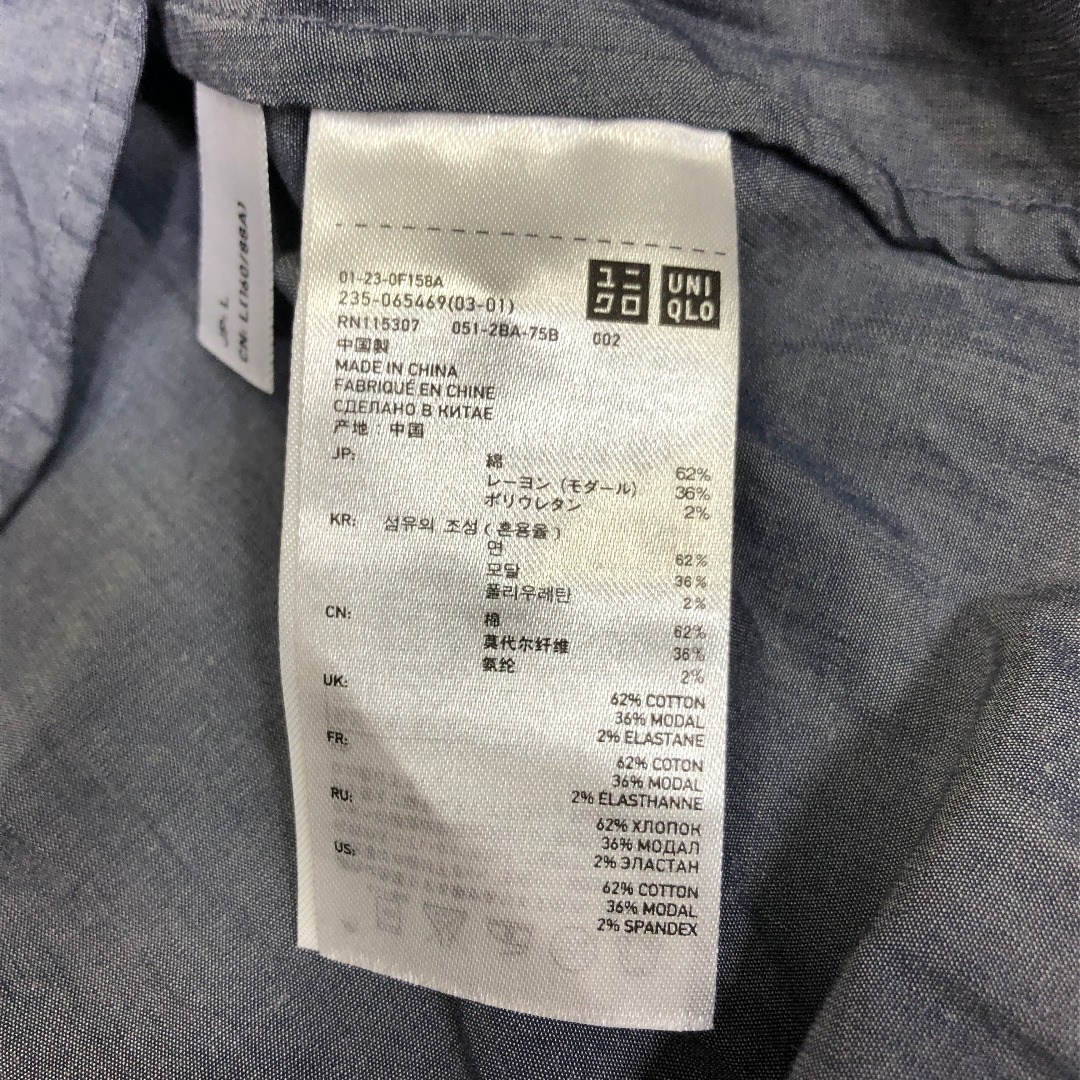 JP. L
CN. L(160/88A)
ユニ
クロ
UNI
QLO
01-23-0F158A
235-065469(03-01)
RN115307 051-2BA-75B 002
中国製
MADE IN CHINA
FABRIQUÉ EN CHINE
СДЕЛАНО В КИТАЕ
产地：中国
JP:
綿 62%
レーヨン (モダール) 36%
ポリウレタン 2%
KR: 섬유의 조성 ( 혼용율 )
면 62%
모달 36%
폴리우레탄 2%
CN:
棉 62%
莫代尔纤维 36%
氨纶 2%
UK:
62% COTTON
36% MODAL
2% ELASTANE
FR:
62% COTON
36% MODAL
2% ÉLASTHANNE
RU:
62% ХЛОПОК
36% МОДАЛ
2% ЭЛАСТАН
US:
62% COTTON
36% MODAL
2% SPANDEX